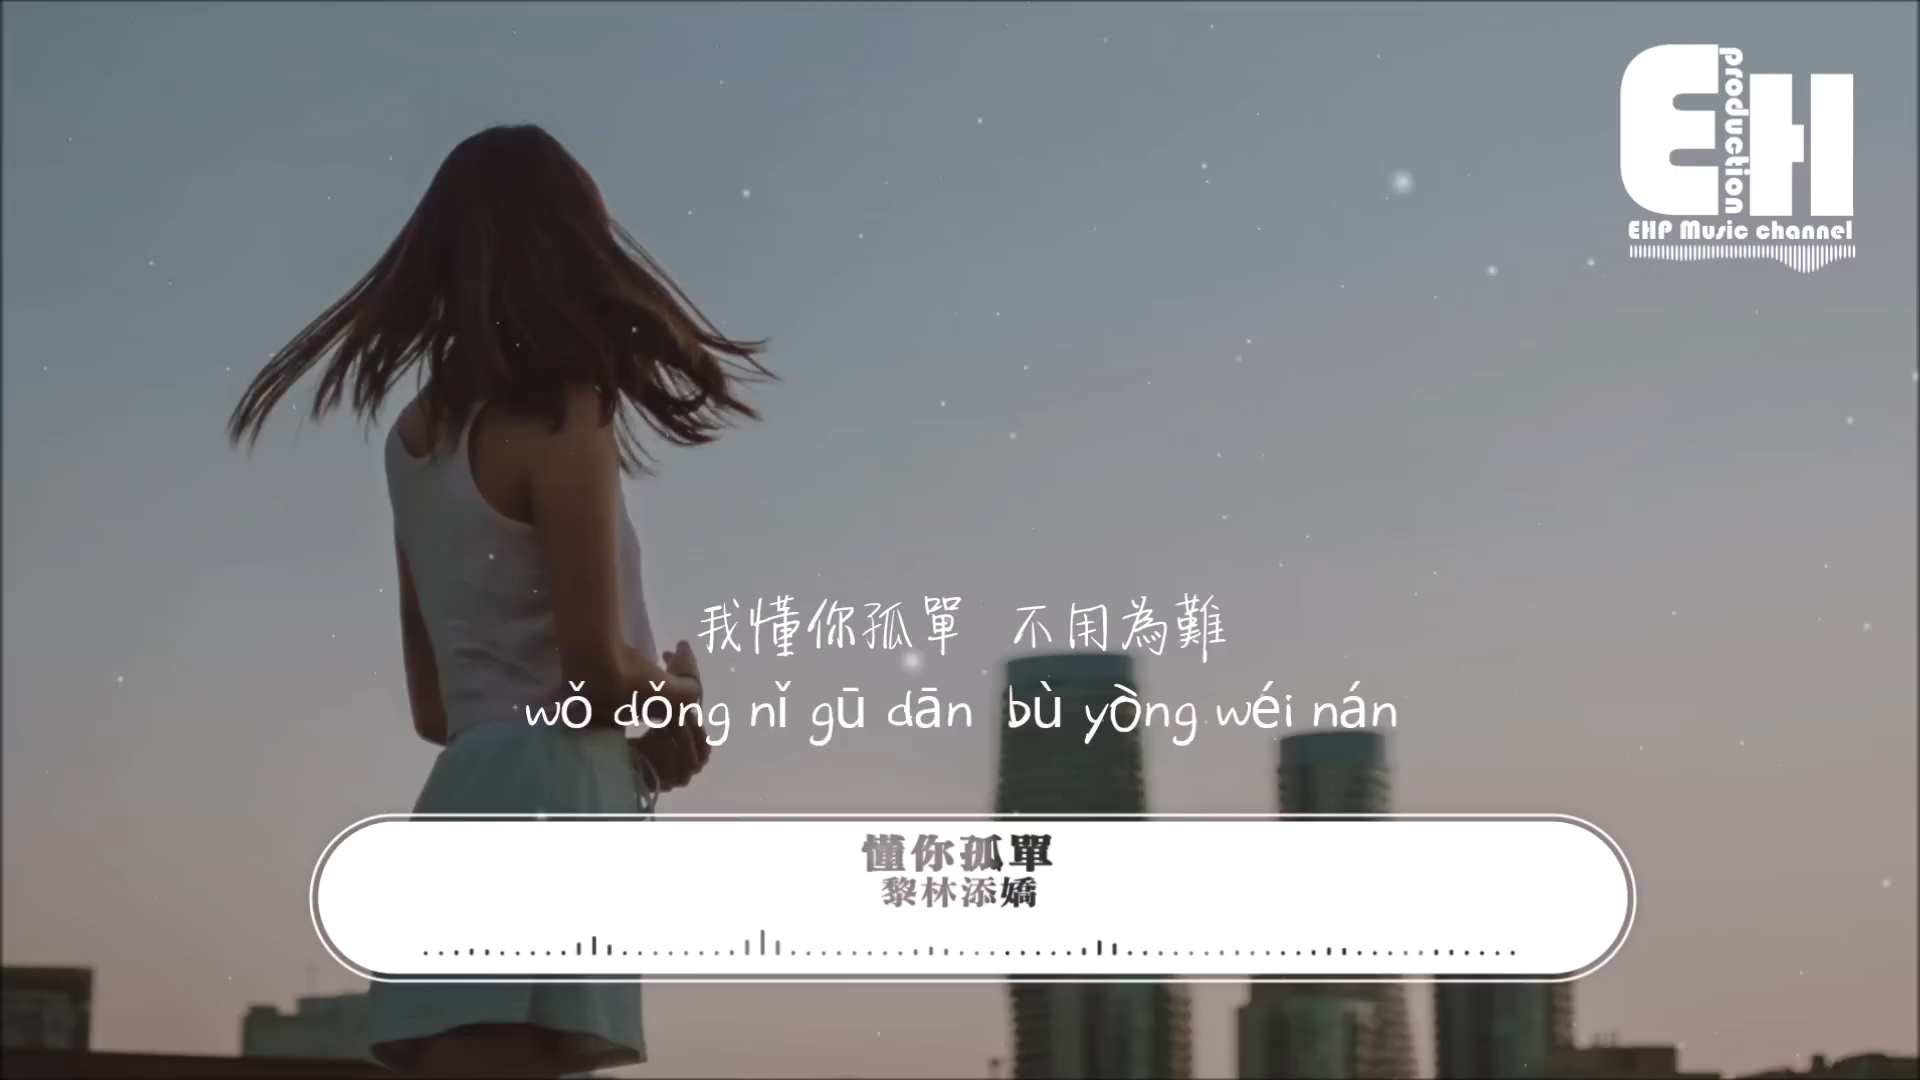 EH
production
EHP Music channel
我懂你孤單 不用為難
wǒ dǒng nǐ gū dān bù yòng wéi nán
懂你孤單
黎林添嬌